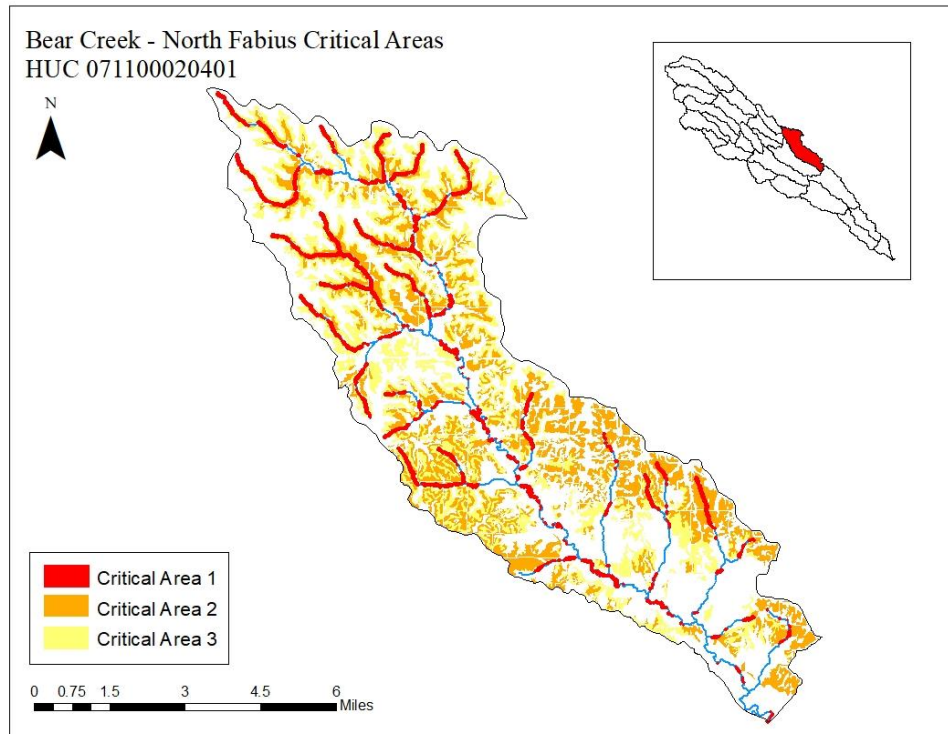 Bear Creek - North Fabius Critical Areas
HUC 071100020401
N
Critical Area 1
Critical Area 2
Critical Area 3
0 0.75 1.5 3 4.5 6
Miles